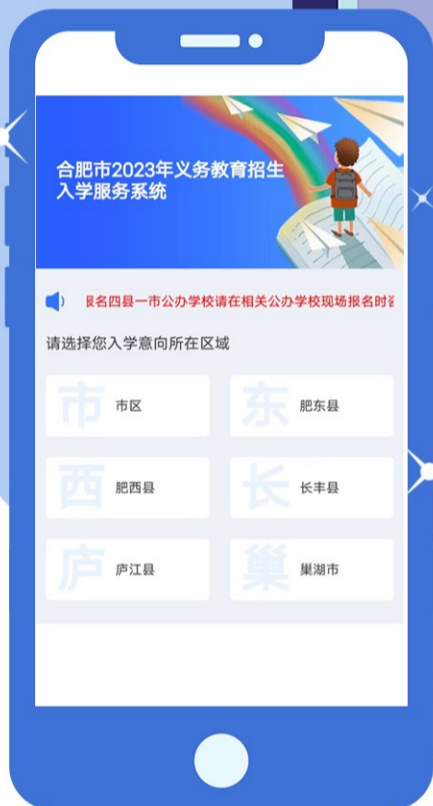 合肥市2023年义务教育招生
入学服务系统
报名四县一市公办学校请在相关公办学校现场报名时咨
请选择您入学意向所在区域
市 市区
东 肥东县
西 肥西县
长 长丰县
庐 庐江县
巢 巢湖市